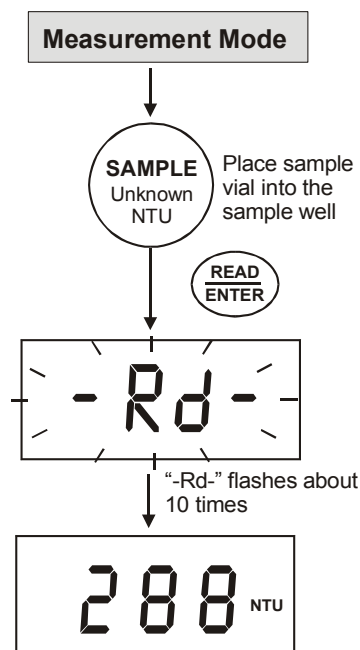 Measurement Mode
SAMPLE
Unknown
NTU
Place sample
vial into the
sample well
READ
ENTER
-Rd-
“-Rd-” flashes about
10 times
288 NTU